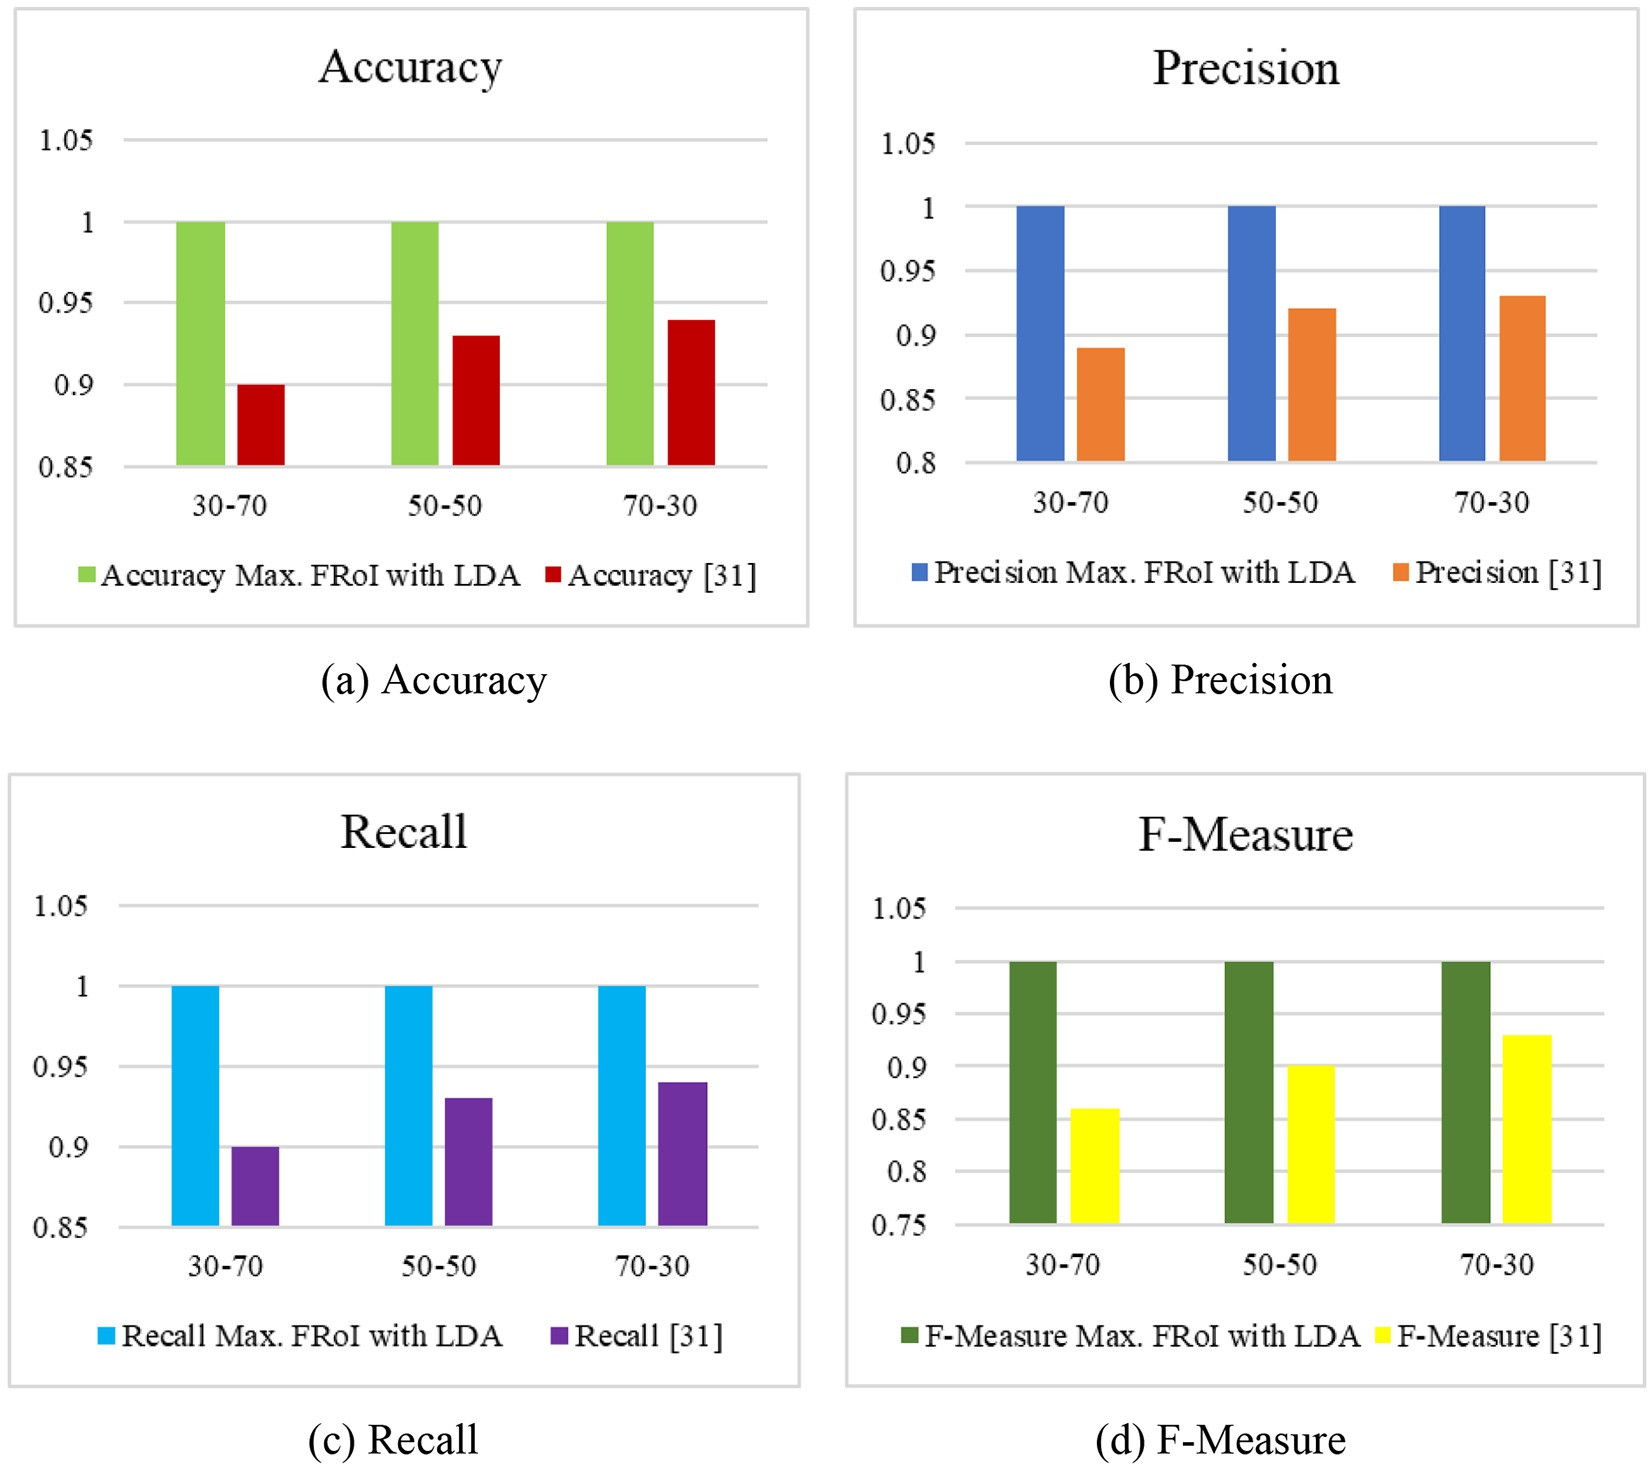 Accuracy
1.05
1
0.95
0.9
0.85
30-70 50-50 70-30
Accuracy Max. FRoI with LDA Accuracy [31]
(a) Accuracy
Precision
1.05
1
0.95
0.9
0.85
0.8
30-70 50-50 70-30
Precision Max. FRoI with LDA Precision [31]
(b) Precision
Recall
1.05
1
0.95
0.9
0.85
30-70 50-50 70-30
Recall Max. FRoI with LDA Recall [31]
(c) Recall
F-Measure
1.05
1
0.95
0.9
0.85
0.8
0.75
30-70 50-50 70-30
F-Measure Max. FRoI with LDA F-Measure [31]
(d) F-Measure